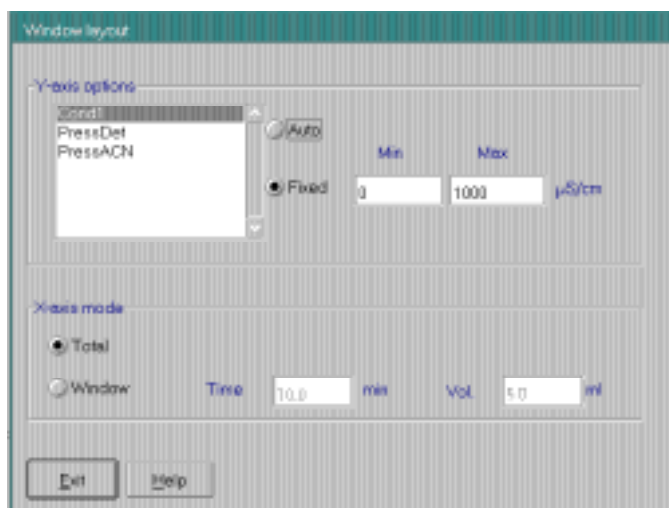 Window layout
Y-axis options
Cond1
PressDet
PressACN
Auto
Min Max
Fixed 0 1000 µS/cm
X-axis mode
Total
Window Time 10.0 min Vol. 5.0 ml
Exit Help